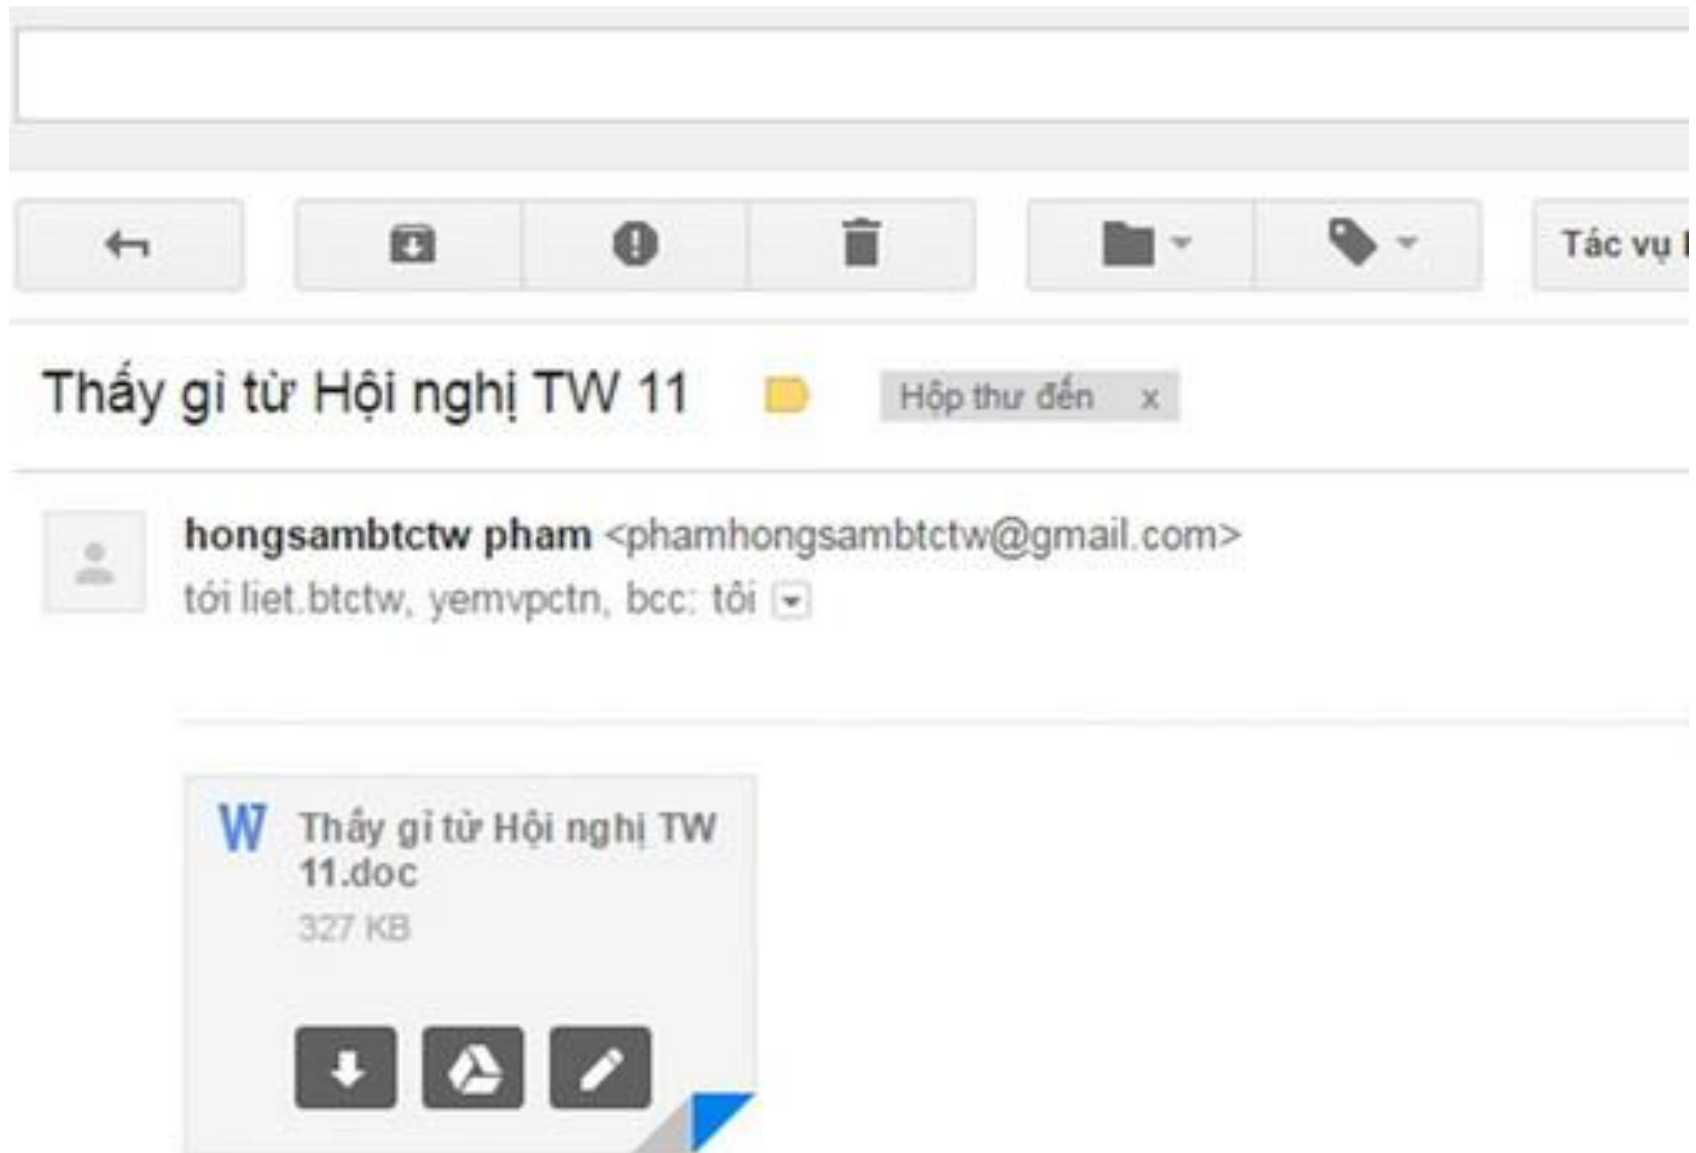 Tác vụ
Thấy gì từ Hội nghị TW 11
Hộp thư đến x
hongsambtctw pham <phamhongsambtctw@gmail.com>
tới liet.btctw, yemvpctn, bcc: tôi
W Thấy gì từ Hội nghị TW
11.doc
327 KB